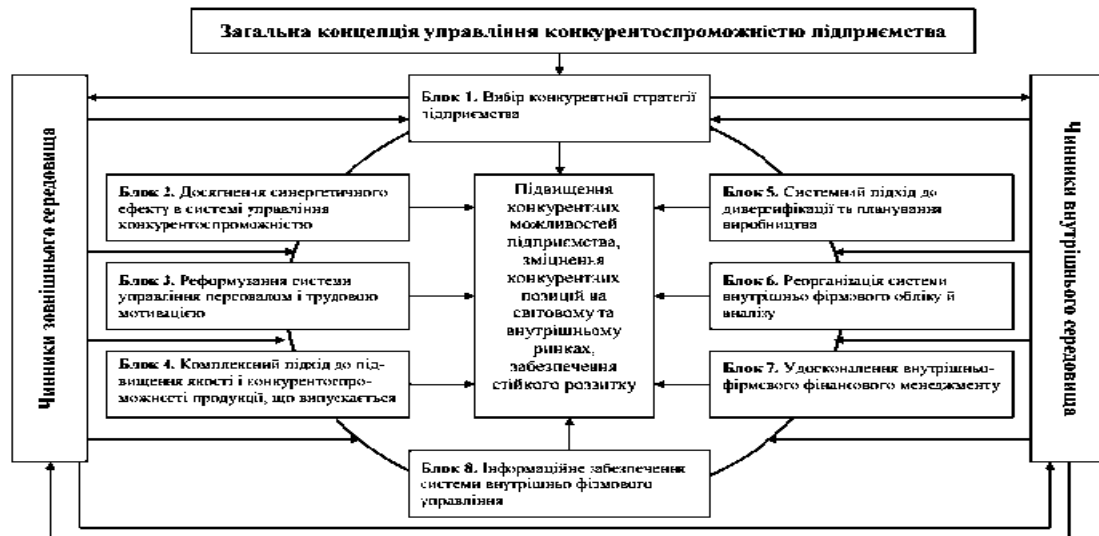 Загальна концепція управління конкурентоспроможністю підприємства
Чинники зовнішнього середовища
Блок 1. Вибір конкурентної стратегії
підприємства
Блок 2. Досягнення синергетичного
ефекту в системі управління
конкурентоспроможністю
Блок 3. Реформування системи
управління персоналом і трудовою
мотивацією
Блок 4. Комплексний підхід до під-
вищення якості і конкурентоспро-
можності продукції, що випускається
Підвищення
конкурентних
можливостей
підприємства,
зміцнення
конкурентних
позицій на
світовому та
внутрішньому
ринках,
забезпечення
стійкого розвитку
Блок 5. Системний підхід до
диверсифікації та планування
виробництва
Блок 6. Реорганізація системи
внутрішньо фірмового обліку й
аналізу
Блок 7. Удосконалення внутрішньо-
фірмового фінансового менеджменту
Блок 8. Інформаційне забезпечення
системи внутрішньо фізмового
управління
Чинники внутрішнього середовища